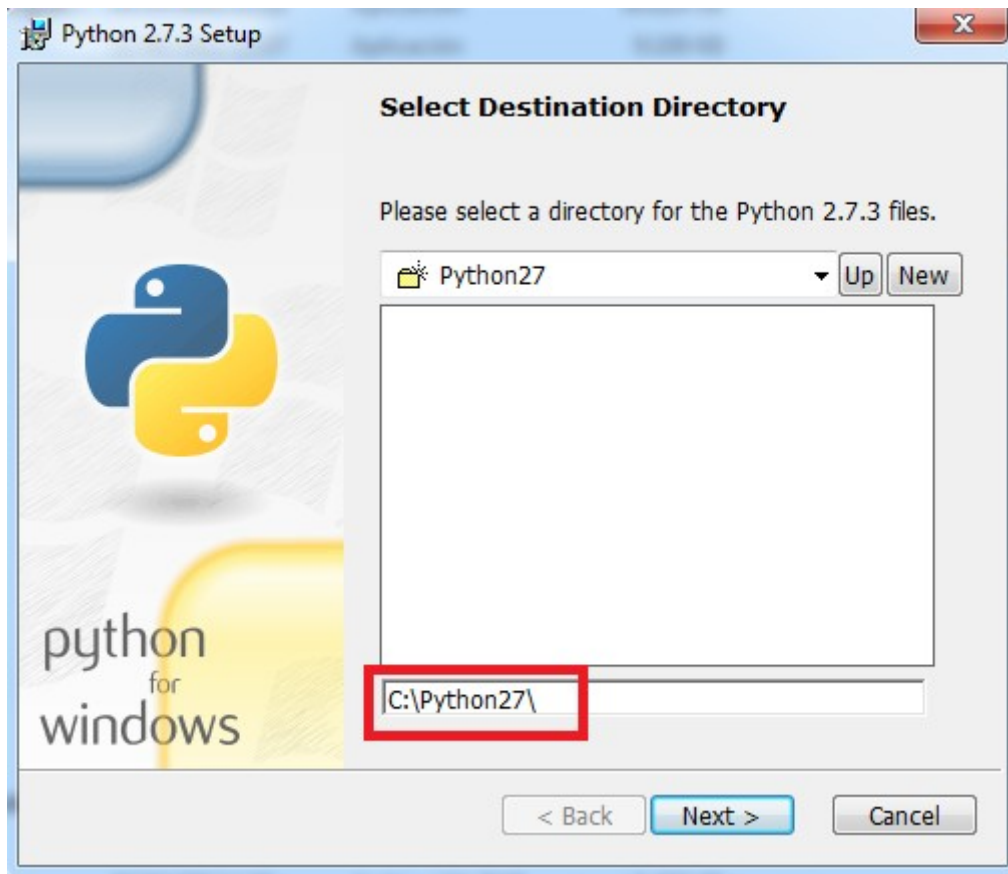 Python 2.7.3 Setup
Select Destination Directory
Please select a directory for the Python 2.7.3 files.
Python27
Up New
C:\Python27\
python
for
windows
< Back Next > Cancel